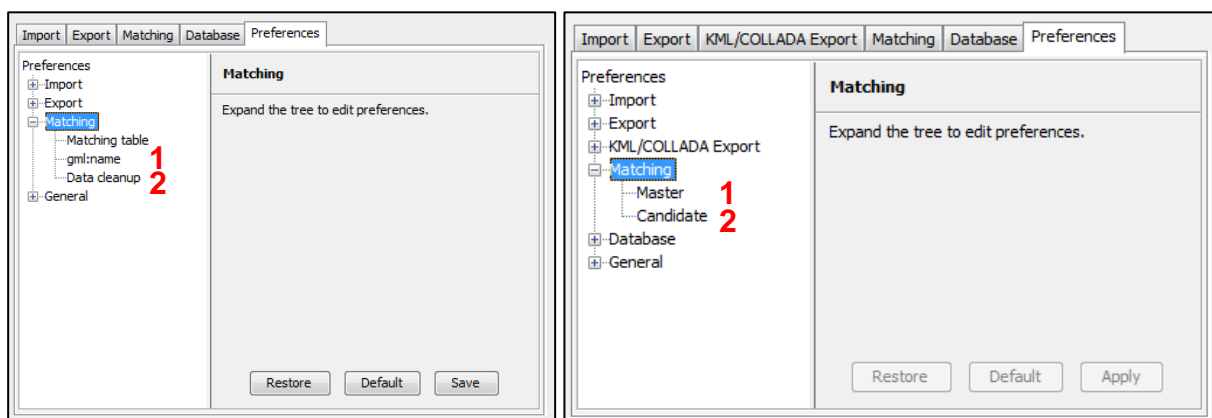 Import Export Matching Database Preferences
Preferences
Import
Export
Matching
Matching table
gml:name 1
Data cleanup 2
General
Matching
Expand the tree to edit preferences.
Restore Default Save
Import Export KML/COLLADA Export Matching Database Preferences
Preferences
Import
Export
KML/COLLADA Export
Matching
Master 1
Candidate 2
Database
General
Matching
Expand the tree to edit preferences.
Restore Default Apply